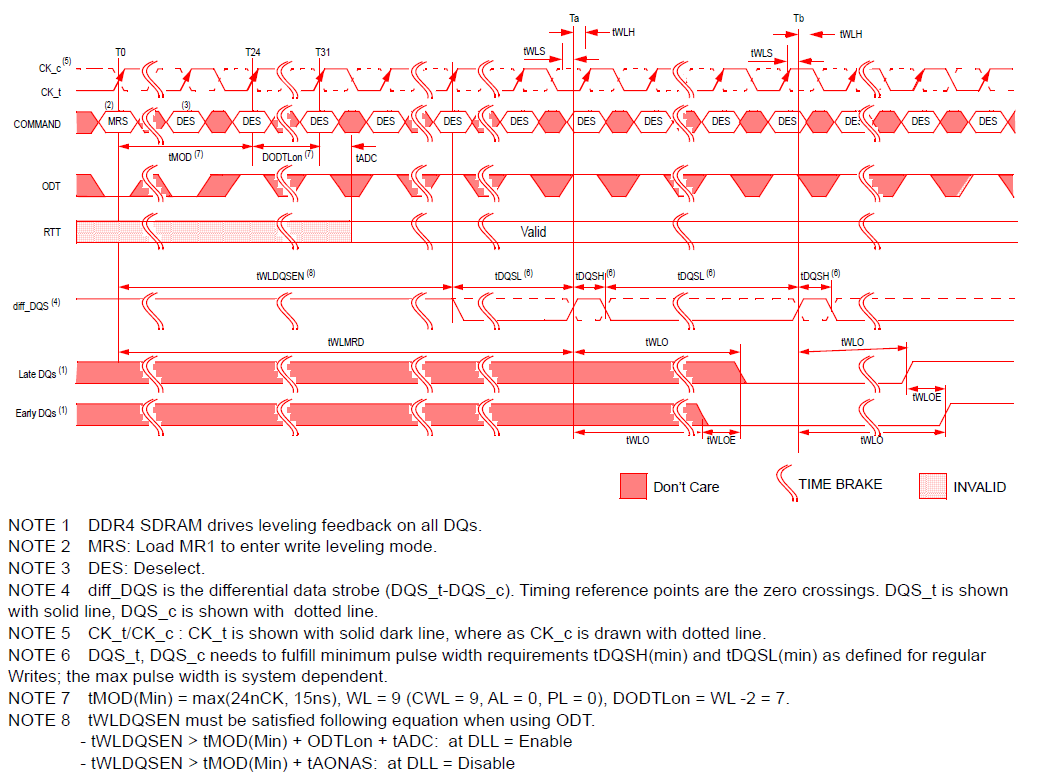 Ta Tb
tWLH tWLH
T0 T24 T31 tWLS tWLS
CK_c (5)
CK_t
(2) (3)
COMMAND MRS DES DES DES DES DES DES DES DES DES DES DES DES
tMOD (7) DODTLon (7) tADC
ODT
RTT Valid
tWLDQSEN (8) tDQSL (6) tDQSH (6) tDQSL (6) tDQSH (6)
diff_DQS (4)
tWLMRD tWLO tWLO
Late DQs (1)
tWLOE
Early DQs (1)
tWLO tWLOE tWLO
Don't Care TIME BRAKE INVALID
NOTE 1 DDR4 SDRAM drives leveling feedback on all DQs.
NOTE 2 MRS: Load MR1 to enter write leveling mode.
NOTE 3 DES: Deselect.
NOTE 4 diff_DQS is the differential data strobe (DQS_t-DQS_c). Timing reference points are the zero crossings. DQS_t is shown
with solid line, DQS_c is shown with dotted line.
NOTE 5 CK_t/CK_c : CK_t is shown with solid dark line, where as CK_c is drawn with dotted line.
NOTE 6 DQS_t, DQS_c needs to fulfill minimum pulse width requirements tDQSH(min) and tDQSL(min) as defined for regular
Writes; the max pulse width is system dependent.
NOTE 7 tMOD(Min) = max(24nCK, 15ns), WL = 9 (CWL = 9, AL = 0, PL = 0), DODTLon = WL -2 = 7.
NOTE 8 tWLDQSEN must be satisfied following equation when using ODT.
- tWLDQSEN > tMOD(Min) + ODTLon + tADC: at DLL = Enable
- tWLDQSEN > tMOD(Min) + tAONAS: at DLL = Disable